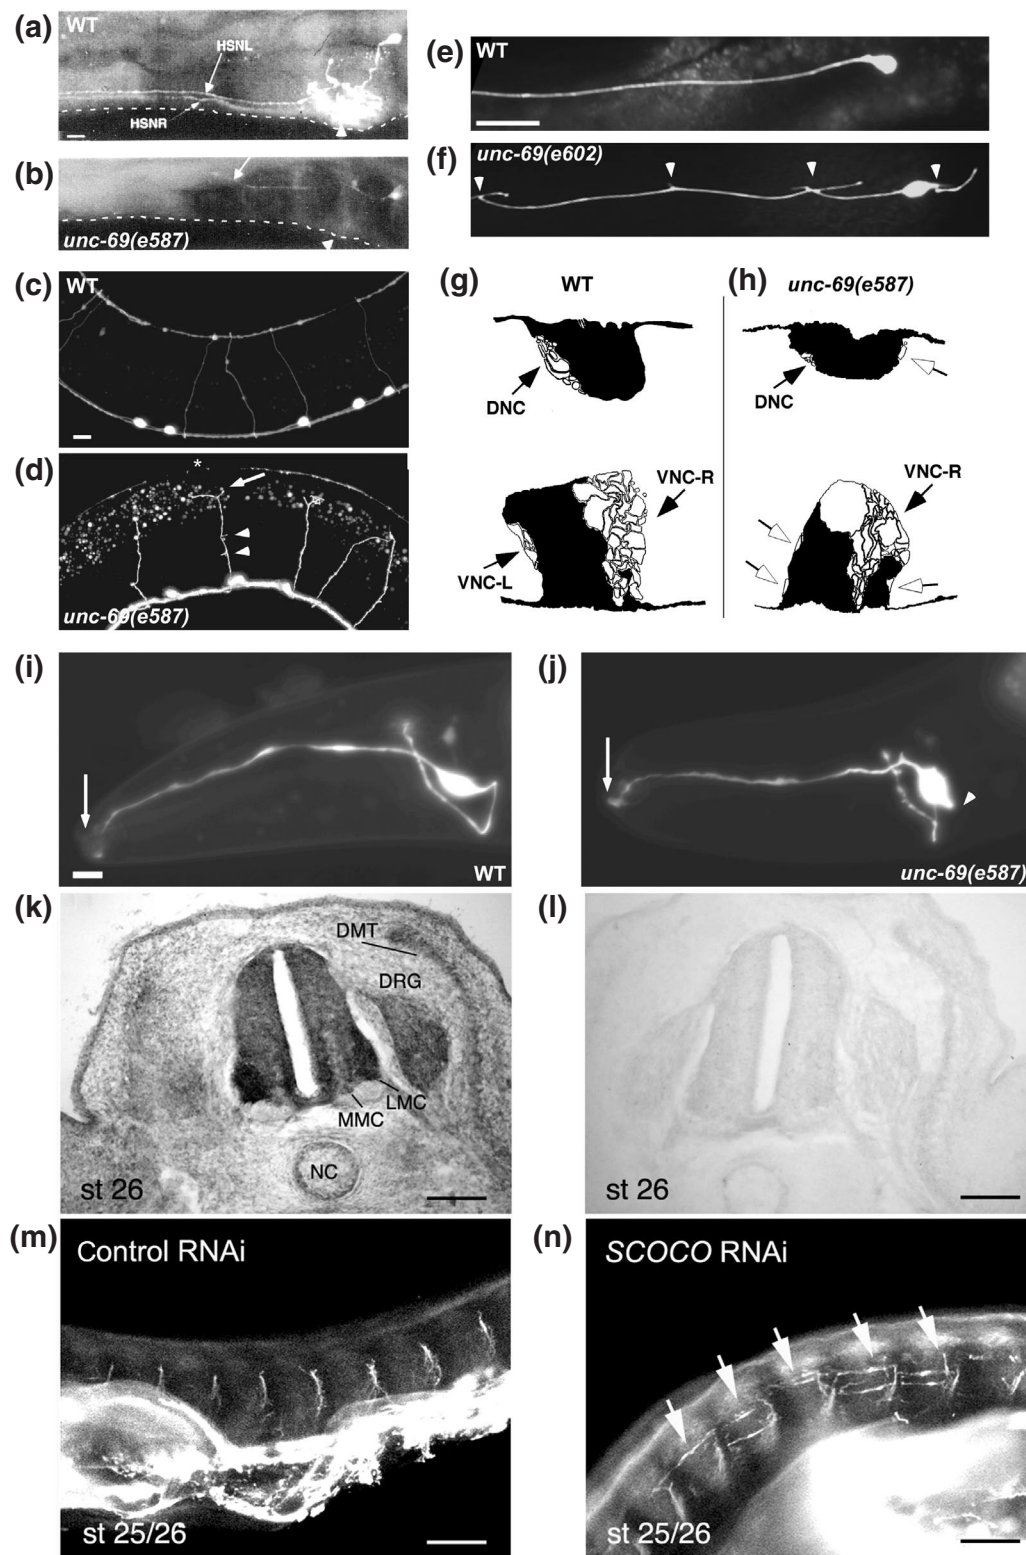 (a)
WT
HSNL
HSNR
(b)
unc-69(e587)
(c)
WT
(d)
*
unc-69(e587)
(e)
WT
(f)
unc-69(e602)
(g)
WT
DNC
VNC-R
VNC-L
(h)
unc-69(e587)
DNC
VNC-R
(i)
WT
(j)
unc-69(e587)
(k)
DMT
DRG
LMC
MMC
NC
st 26
(l)
st 26
(m)
Control RNAi
st 25/26
(n)
SCOCO RNAi
st 25/26